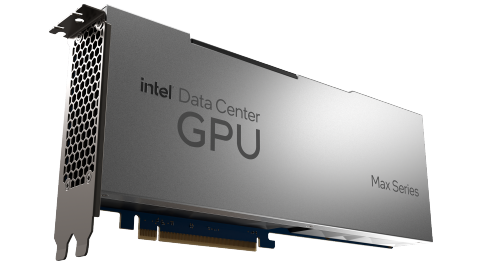 intel Data Center
GPU
Max Series